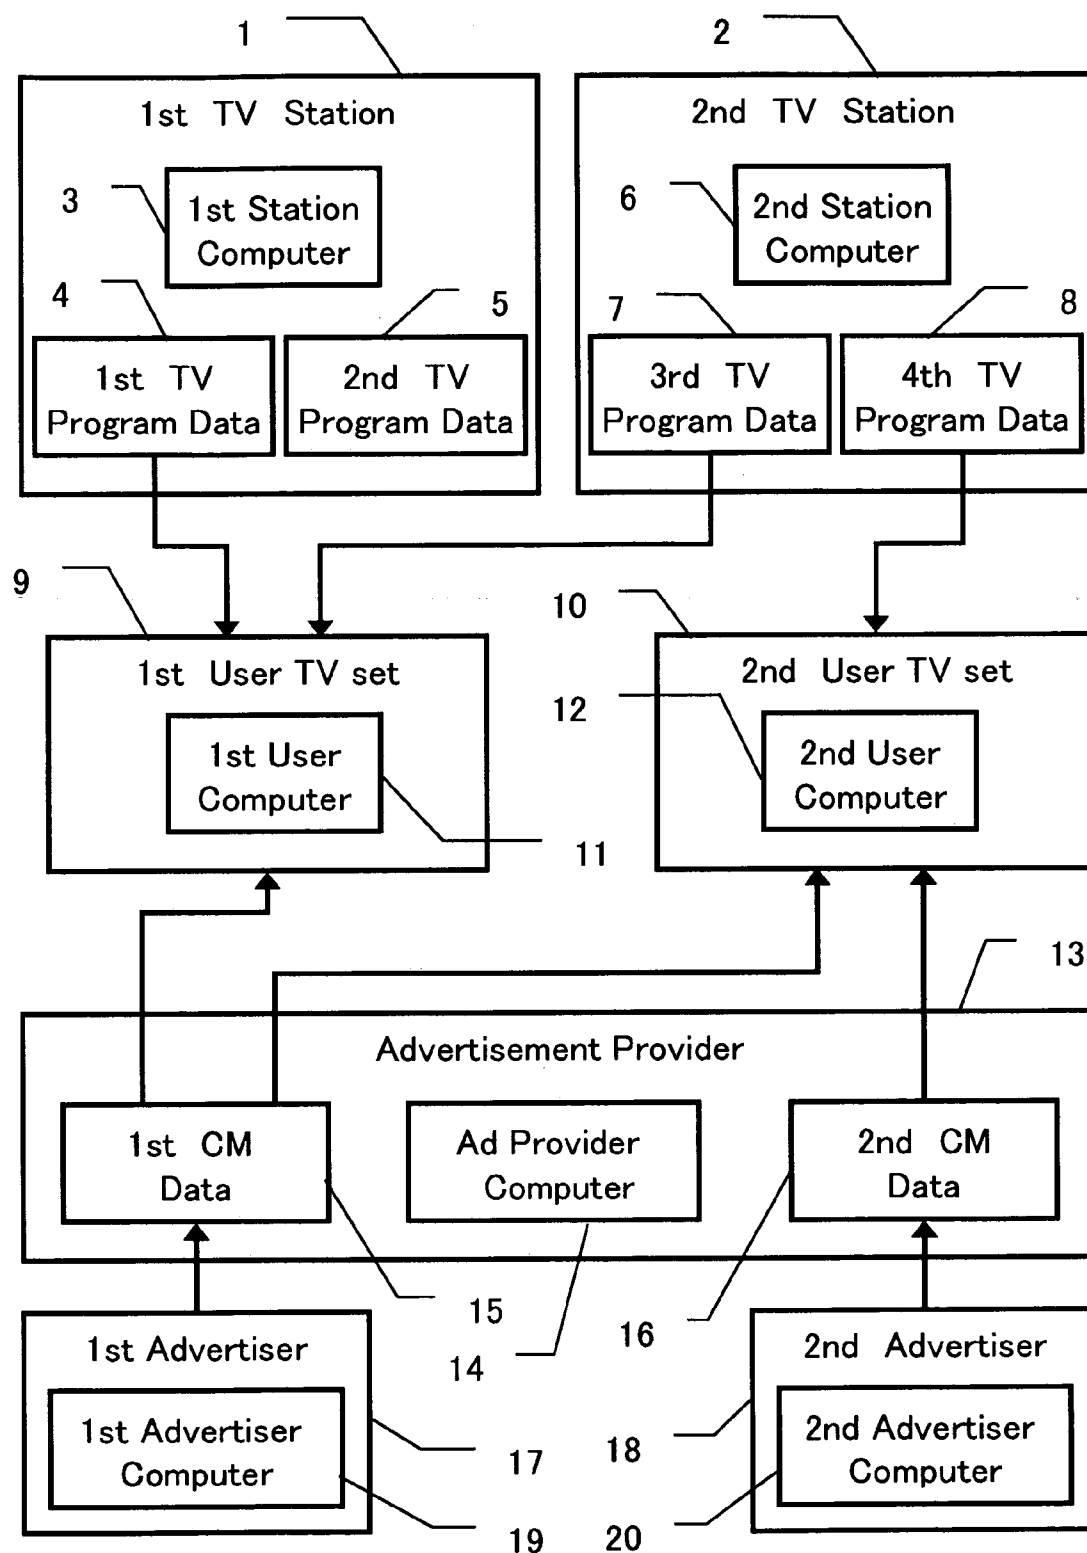 1
2
1st TV Station
2nd TV Station
3
1st Station
Computer
6
2nd Station
Computer
4
5
7
8
1st TV
Program Data
2nd TV
Program Data
3rd TV
Program Data
4th TV
Program Data
9
10
1st User TV set
2nd User TV set
12
1st User
Computer
2nd User
Computer
11
13
Advertisement Provider
1st CM
Data
Ad Provider
Computer
2nd CM
Data
15
16
14
1st Advertiser
2nd Advertiser
1st Advertiser
Computer
2nd Advertiser
Computer
17
18
19
20